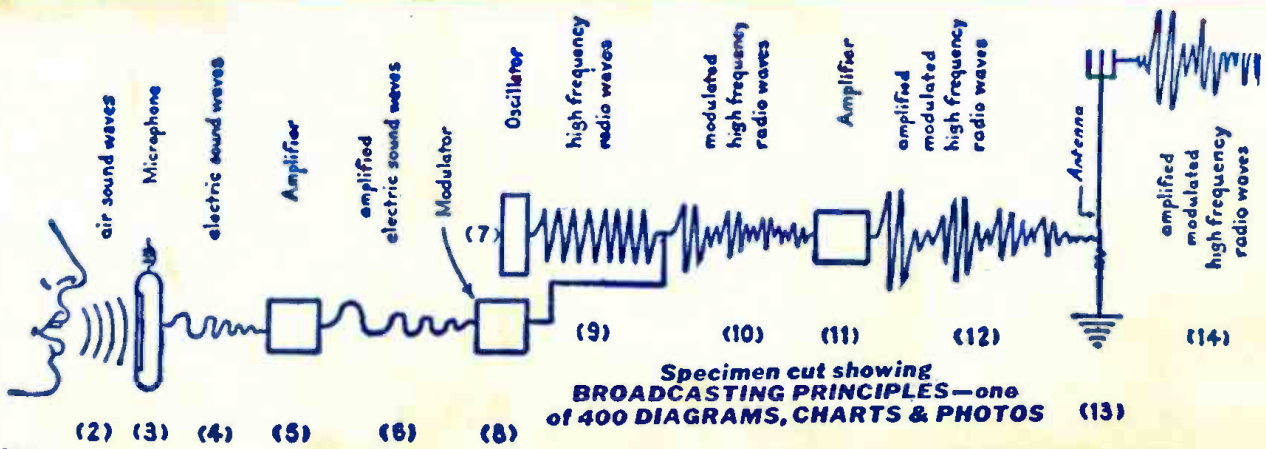 air sound waves
Microphone
electric sound waves
Amplifier
amplified
electric sound waves
Modulator
Oscillator
high frequency
radio waves
modulated
high frequency
radio waves
Amplifier
amplified
modulated
high frequency
radio waves
Antenna
amplified
modulated
high frequency
radio waves
(7)
(9)
(10)
(11)
(12)
(14)
Specimen cut showing
BROADCASTING PRINCIPLES—one
of 400 DIAGRAMS, CHARTS & PHOTOS
(13)
(2)
(3)
(4)
(5)
(6)
(8)